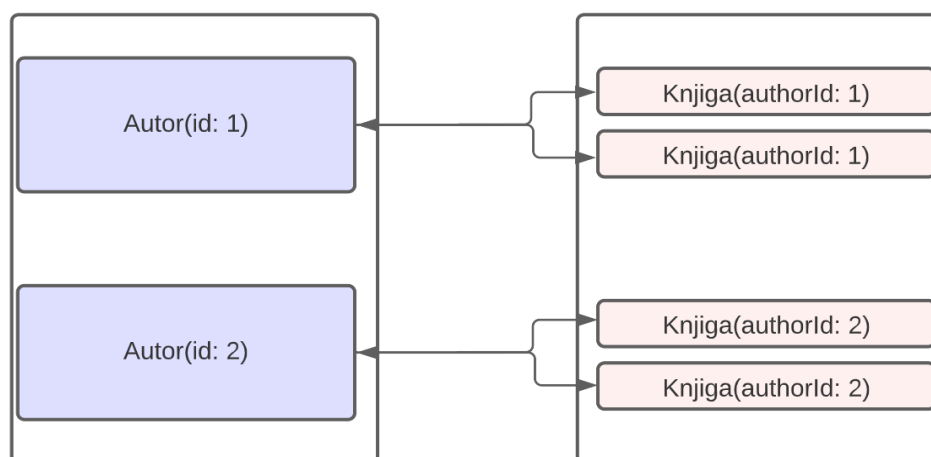 Autor(id: 1)
Knjiga(authorId: 1)
Knjiga(authorId: 1)
Autor(id: 2)
Knjiga(authorId: 2)
Knjiga(authorId: 2)